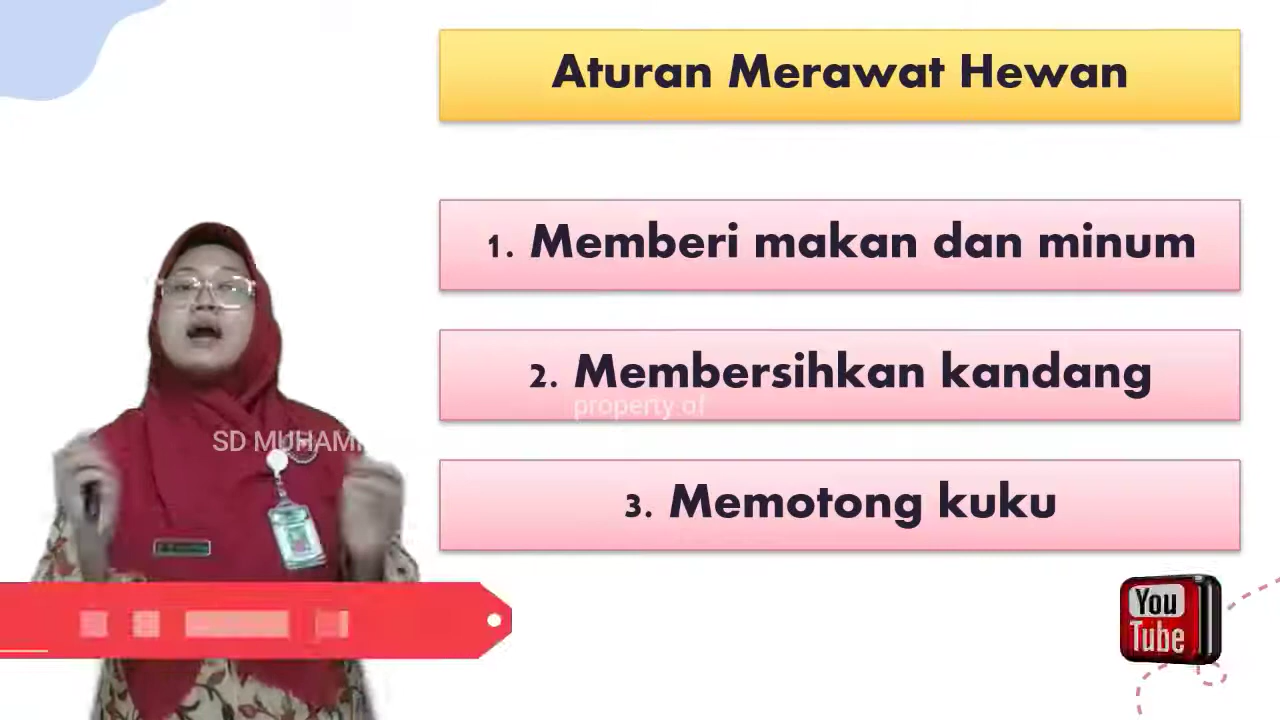 Aturan Merawat Hewan
1. Memberi makan dan minum
2. Membersihkan kandang
property of
SD MUHAM
3. Memotong kuku
You
Tube